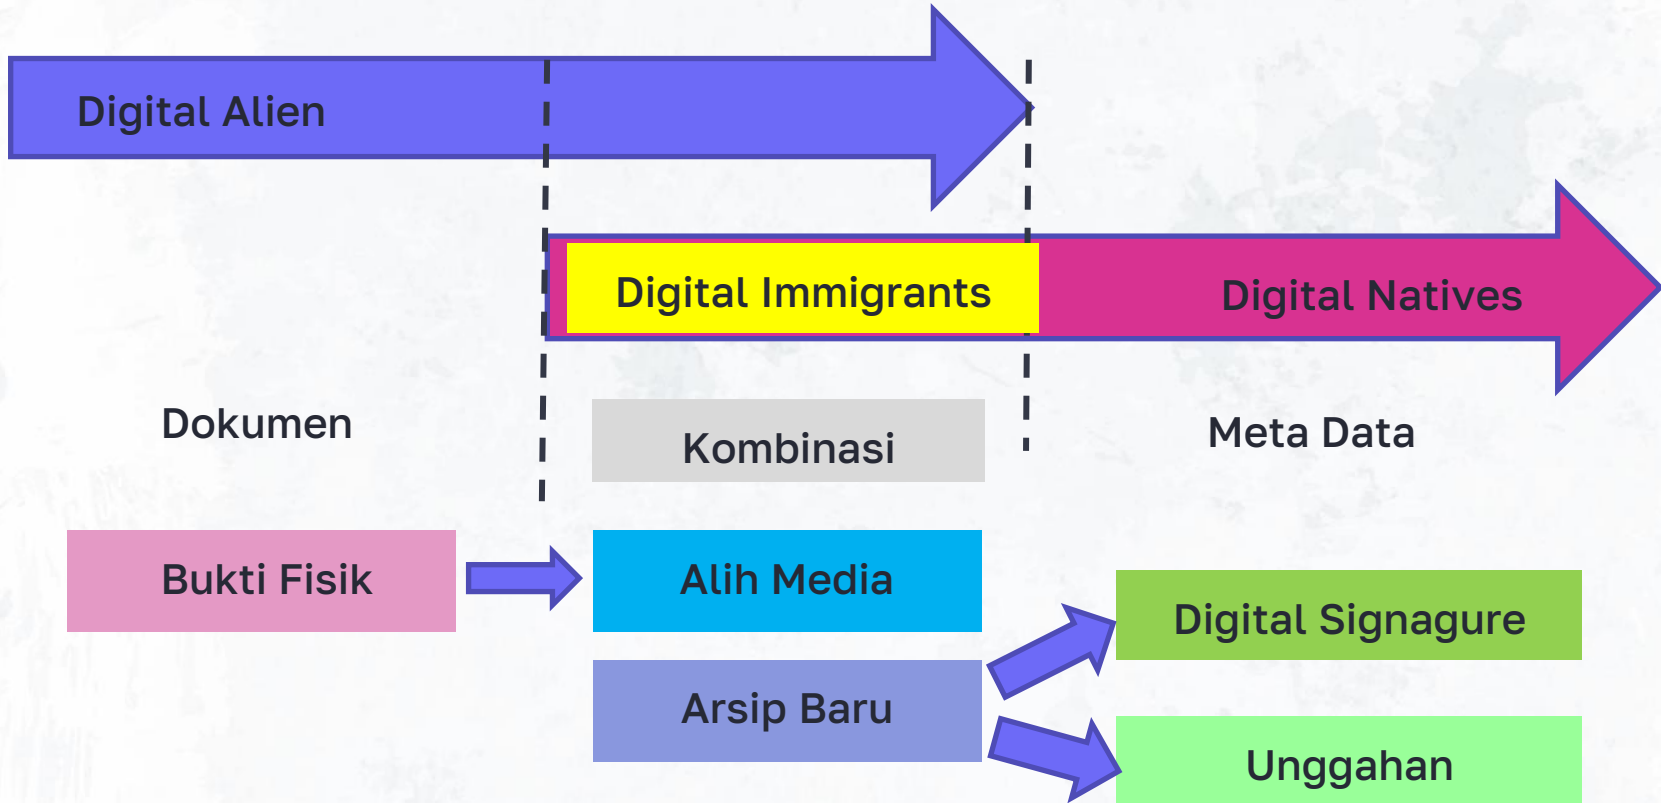 Digital Alien
Digital Immigrants
Digital Natives
Dokumen
Kombinasi
Meta Data
Bukti Fisik
Alih Media
Digital Signagure
Arsip Baru
Unggahan